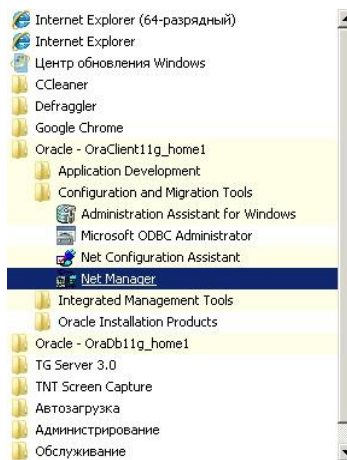 Internet Explorer (64-разрядный)
Internet Explorer
Центр обновления Windows
CCleaner
Defraggler
Google Chrome
Oracle - OraClient11g_home1
Application Development
Configuration and Migration Tools
Administration Assistant for Windows
Microsoft ODBC Administrator
Net Configuration Assistant
Net Manager
Integrated Management Tools
Oracle Installation Products
Oracle - OraDb11g_home1
TG Server 3.0
TNT Screen Capture
Автозагрузка
Администрирование
Обслуживание